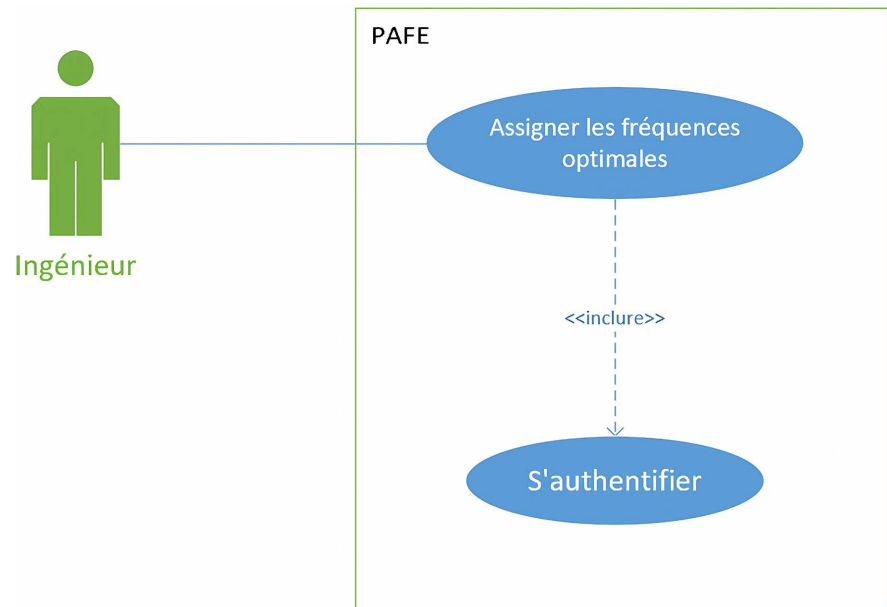 PAFE
Assigner les fréquences
optimales
Ingénieur
<<inclure>>
S'authentifier